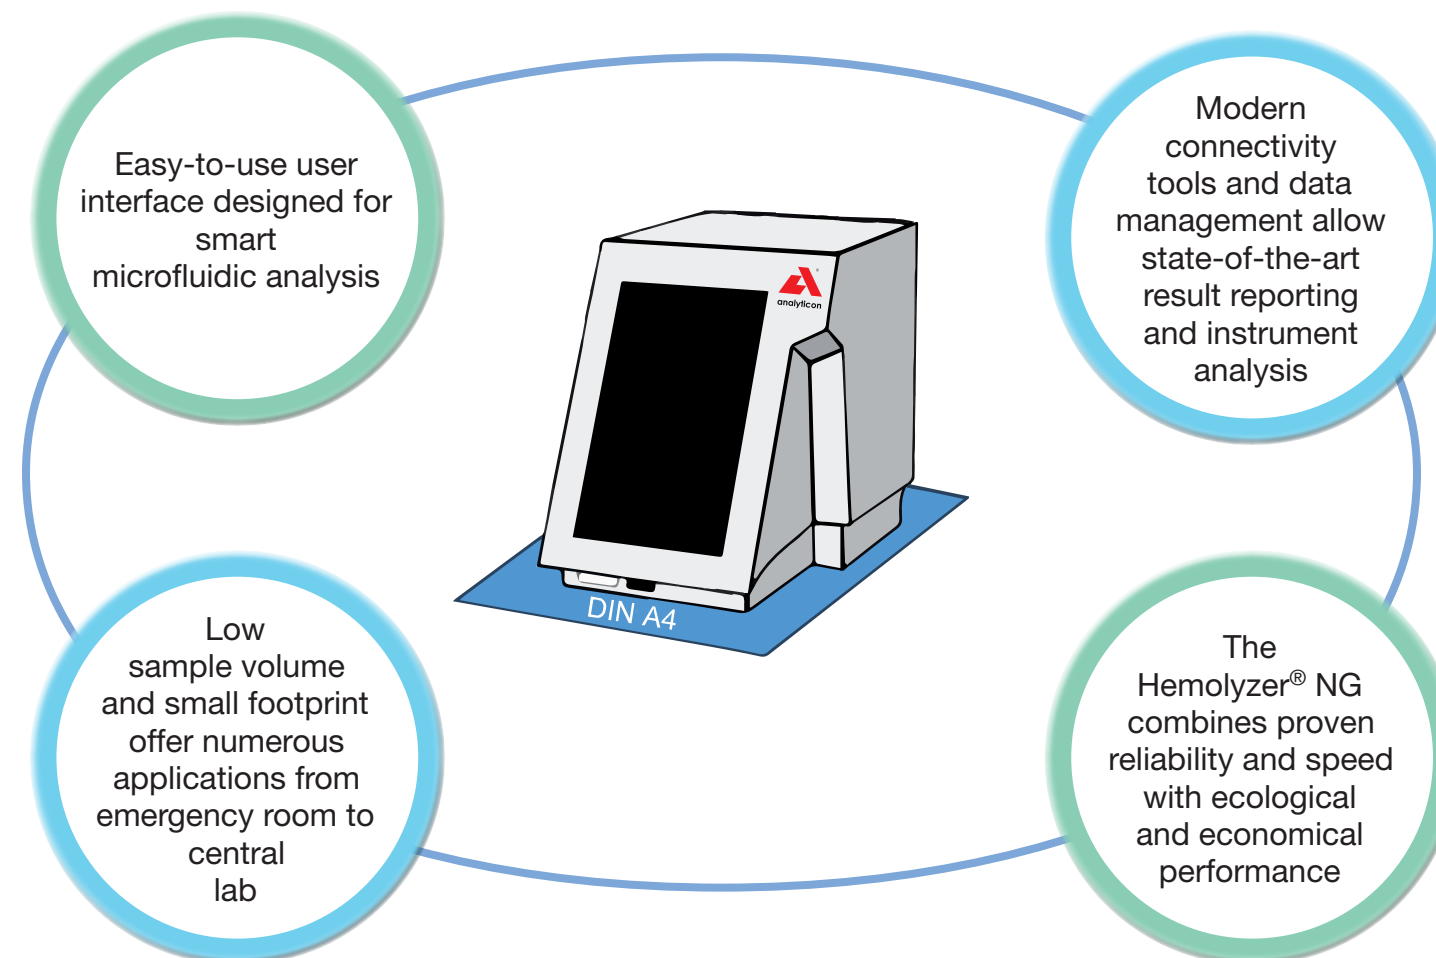 Easy-to-use user
interface designed for
smart
microfluidic analysis
Modern
connectivity
tools and data
management allow
state-of-the-art
result reporting
and instrument
analysis
analyticon
DIN A4
Low
sample volume
and small footprint
offer numerous
applications from
emergency room to
central
lab
The
Hemolyzer® NG
combines proven
reliability and speed
with ecological
and economical
performance